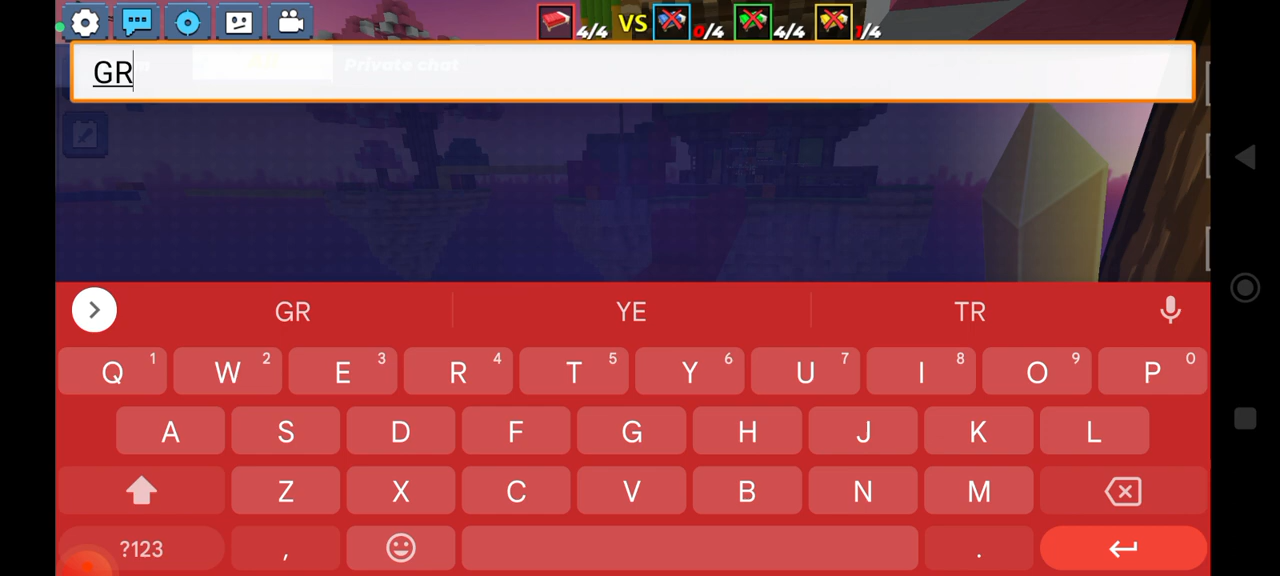 4/4 VS 0/4 4/4 1/4
GR
Private chat
GR YE TR
Q 1 W 2 E 3 R 4 T 5 Y 6 U 7 I 8 O 9 P 0
A S D F G H J K L
Z X C V B N M
?123 , .